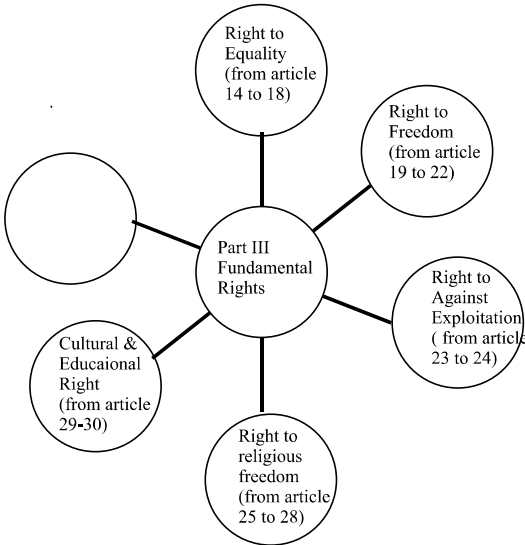 Right to
Equality
(from article
14 to 18)
Right to
Freedom
(from article
19 to 22)
Part III
Fundamental
Rights
Right to
Against
Exploitation
( from article
23 to 24)
Cultural &
Educaional
Right
(from article
29-30)
Right to
religious
freedom
(from article
25 to 28)